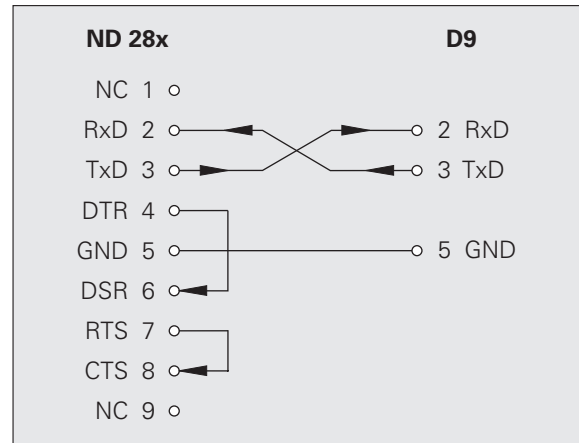 ND 28x D9
NC 1
RxD 2 2 RxD
TxD 3 3 TxD
DTR 4
GND 5 5 GND
DSR 6
RTS 7
CTS 8
NC 9